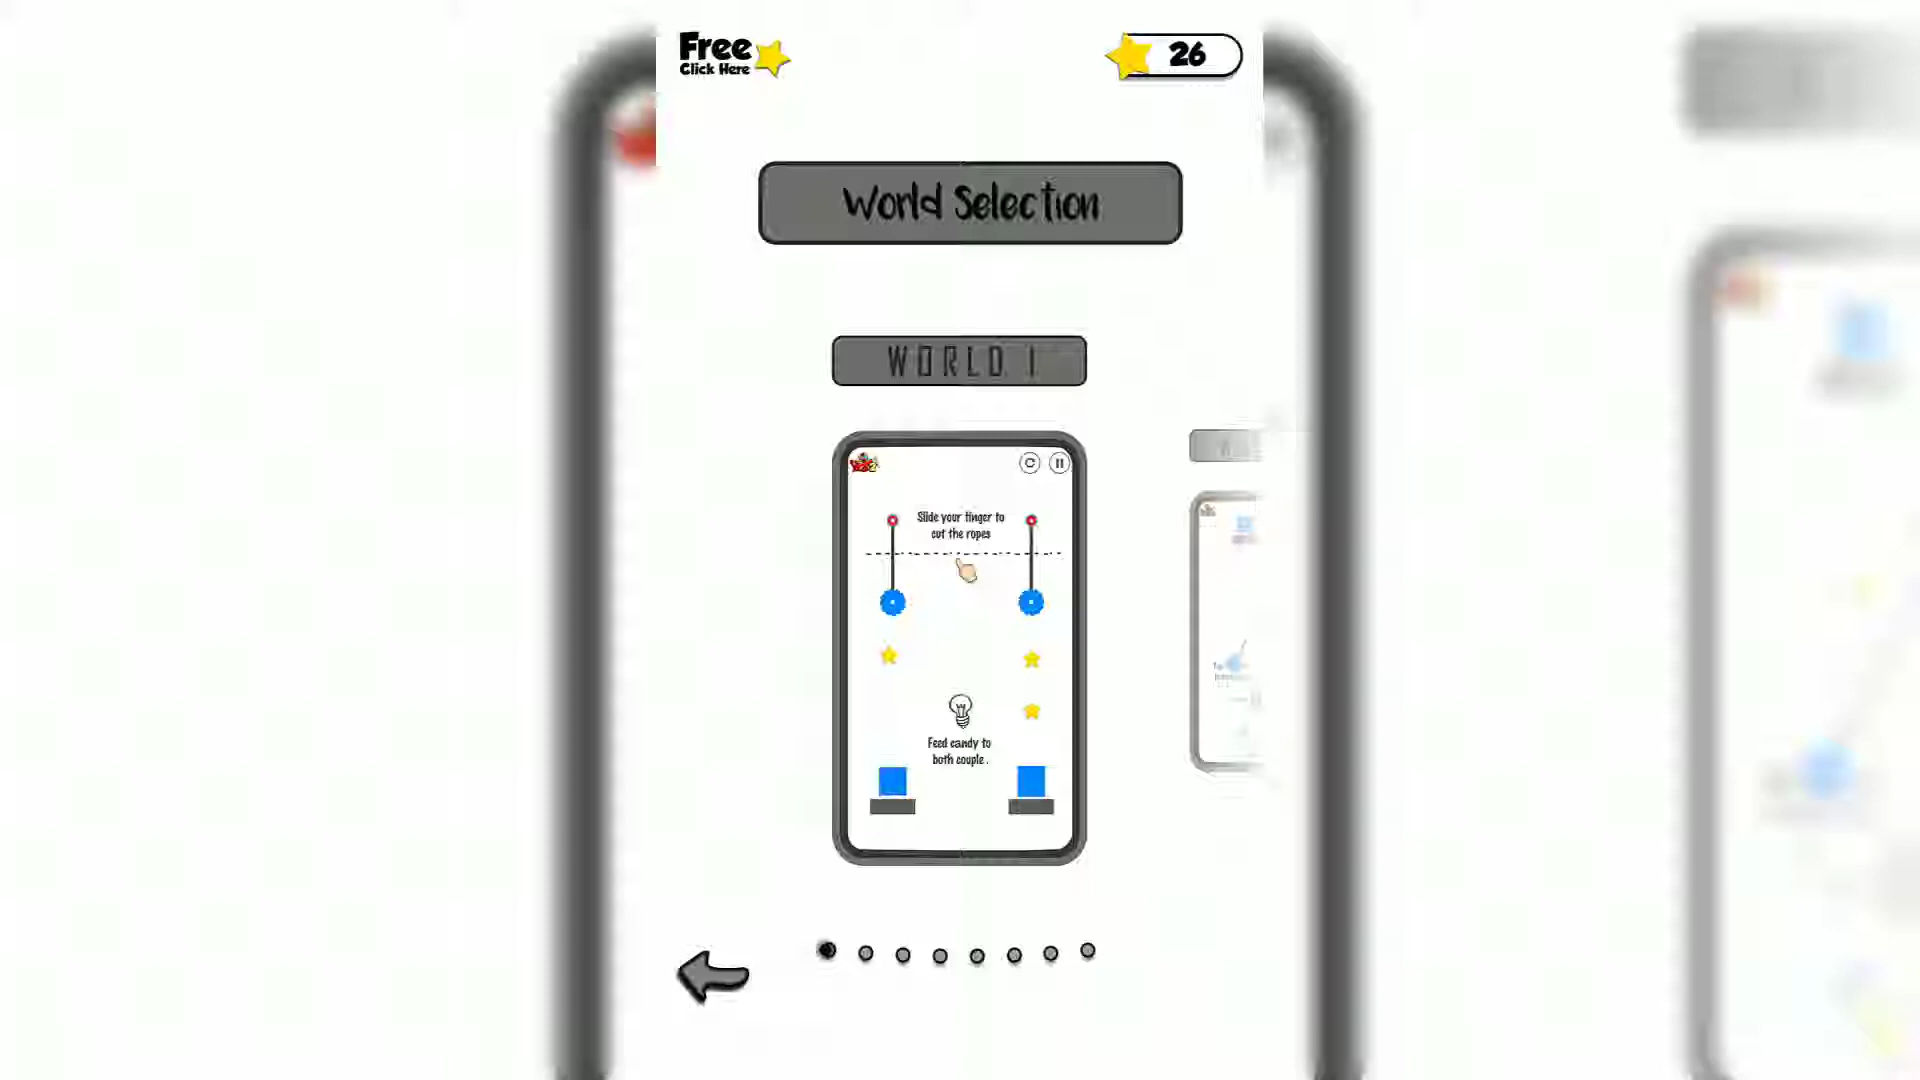 Free
Click Here
26
World Selection
WORLD 1
Slide your finger to
cut the ropes
Feed candy to
both couple .